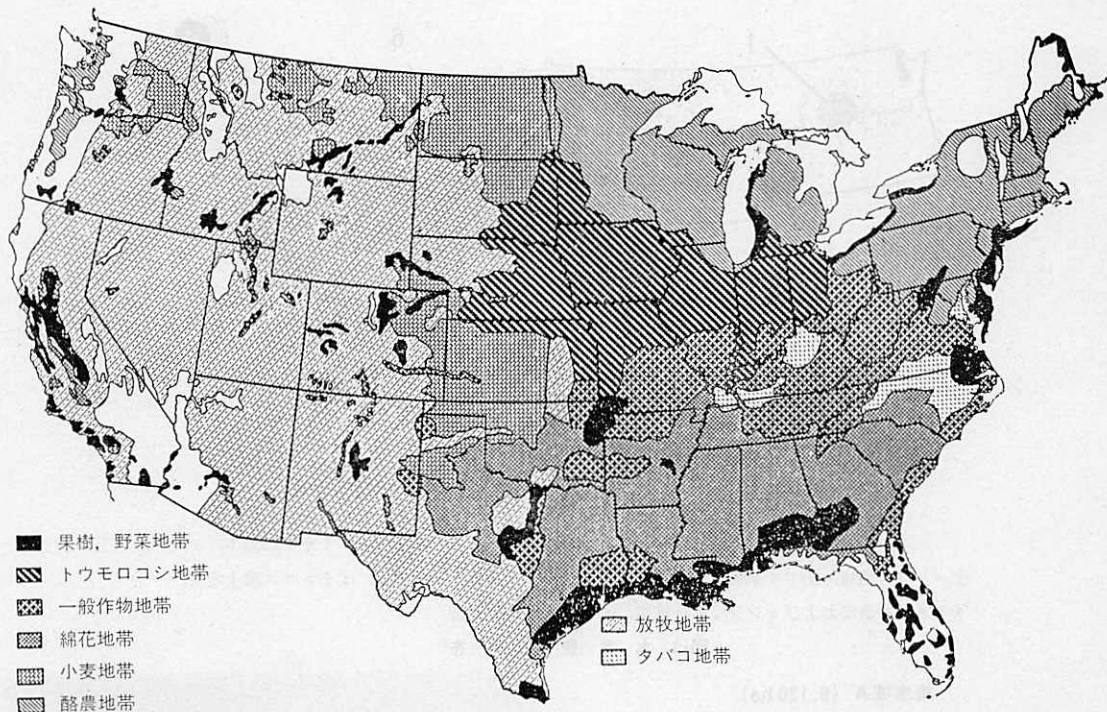 果樹，野菜地帯
トウモロコシ地帯
一般作物地帯
綿花地帯
小麦地帯
酪農地帯
放牧地帯
タバコ地帯